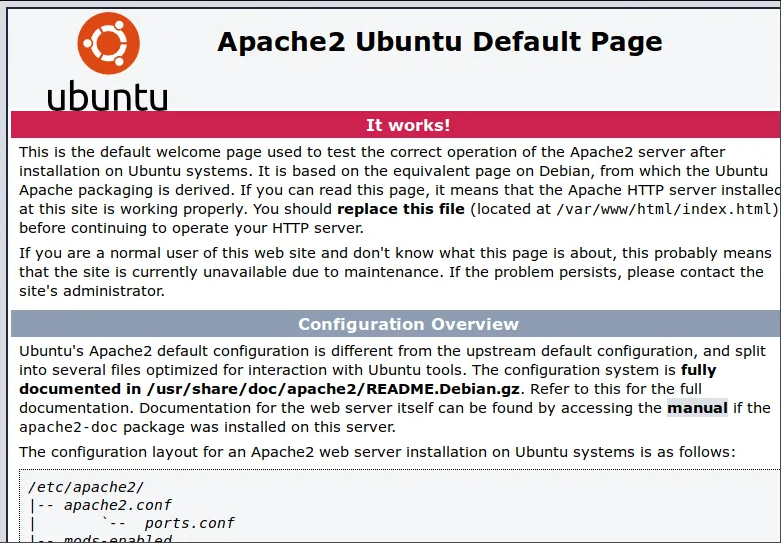 Apache2 Ubuntu Default Page
ubuntu
It works!
This is the default welcome page used to test the correct operation of the Apache2 server after
installation on Ubuntu systems. It is based on the equivalent page on Debian, from which the Ubuntu
Apache packaging is derived. If you can read this page, it means that the Apache HTTP server installed
at this site is working properly. You should replace this file (located at /var/www/html/index.html)
before continuing to operate your HTTP server.
If you are a normal user of this web site and don't know what this page is about, this probably means
that the site is currently unavailable due to maintenance. If the problem persists, please contact the
site's administrator.
Configuration Overview
Ubuntu's Apache2 default configuration is different from the upstream default configuration, and split
into several files optimized for interaction with Ubuntu tools. The configuration system is fully
documented in /usr/share/doc/apache2/README.Debian.gz. Refer to this for the full
documentation. Documentation for the web server itself can be found by accessing the manual if the
apache2-doc package was installed on this server.
The configuration layout for an Apache2 web server installation on Ubuntu systems is as follows:
/etc/apache2/
|-- apache2.conf
|       `--  ports.conf
|-- mods-enabled